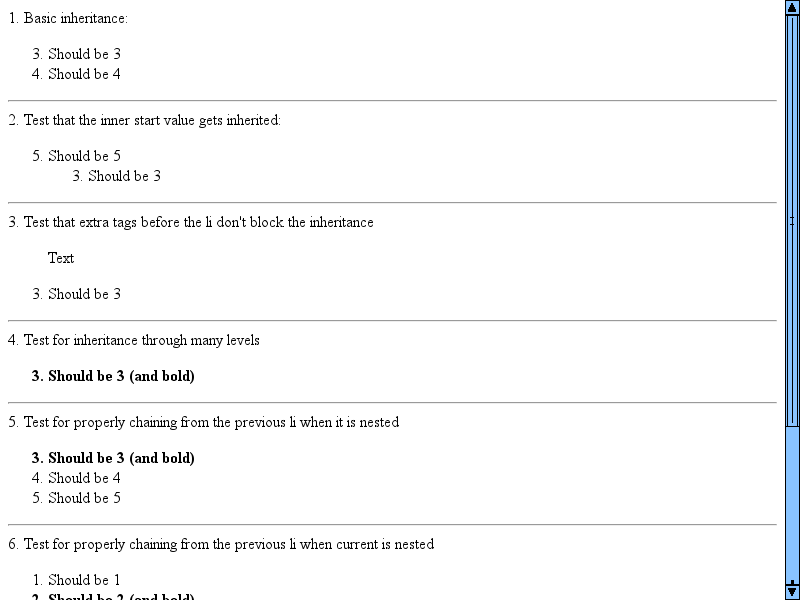 1. Basic inheritance:
3. Should be 3
4. Should be 4
2. Test that the inner start value gets inherited:
5. Should be 5
3. Should be 3
3. Test that extra tags before the li don't block the inheritance
Text
3. Should be 3
4. Test for inheritance through many levels
3. Should be 3 (and bold)
5. Test for properly chaining from the previous li when it is nested
3. Should be 3 (and bold)
4. Should be 4
5. Should be 5
6. Test for properly chaining from the previous li when current is nested
1. Should be 1
2. Should be 2 (and bold)